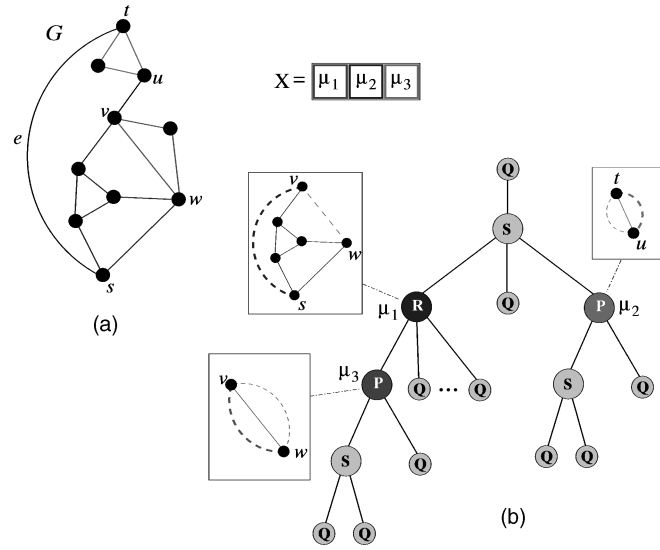 G
t
u
e
v
w
s
(a)
X = μ1 μ2 μ3
Q
S
Q
t
u
v
w
s
μ1
R
P
μ2
v
w
μ3
P
Q
...
Q
S
Q
S
Q
Q
Q
Q
Q
(b)